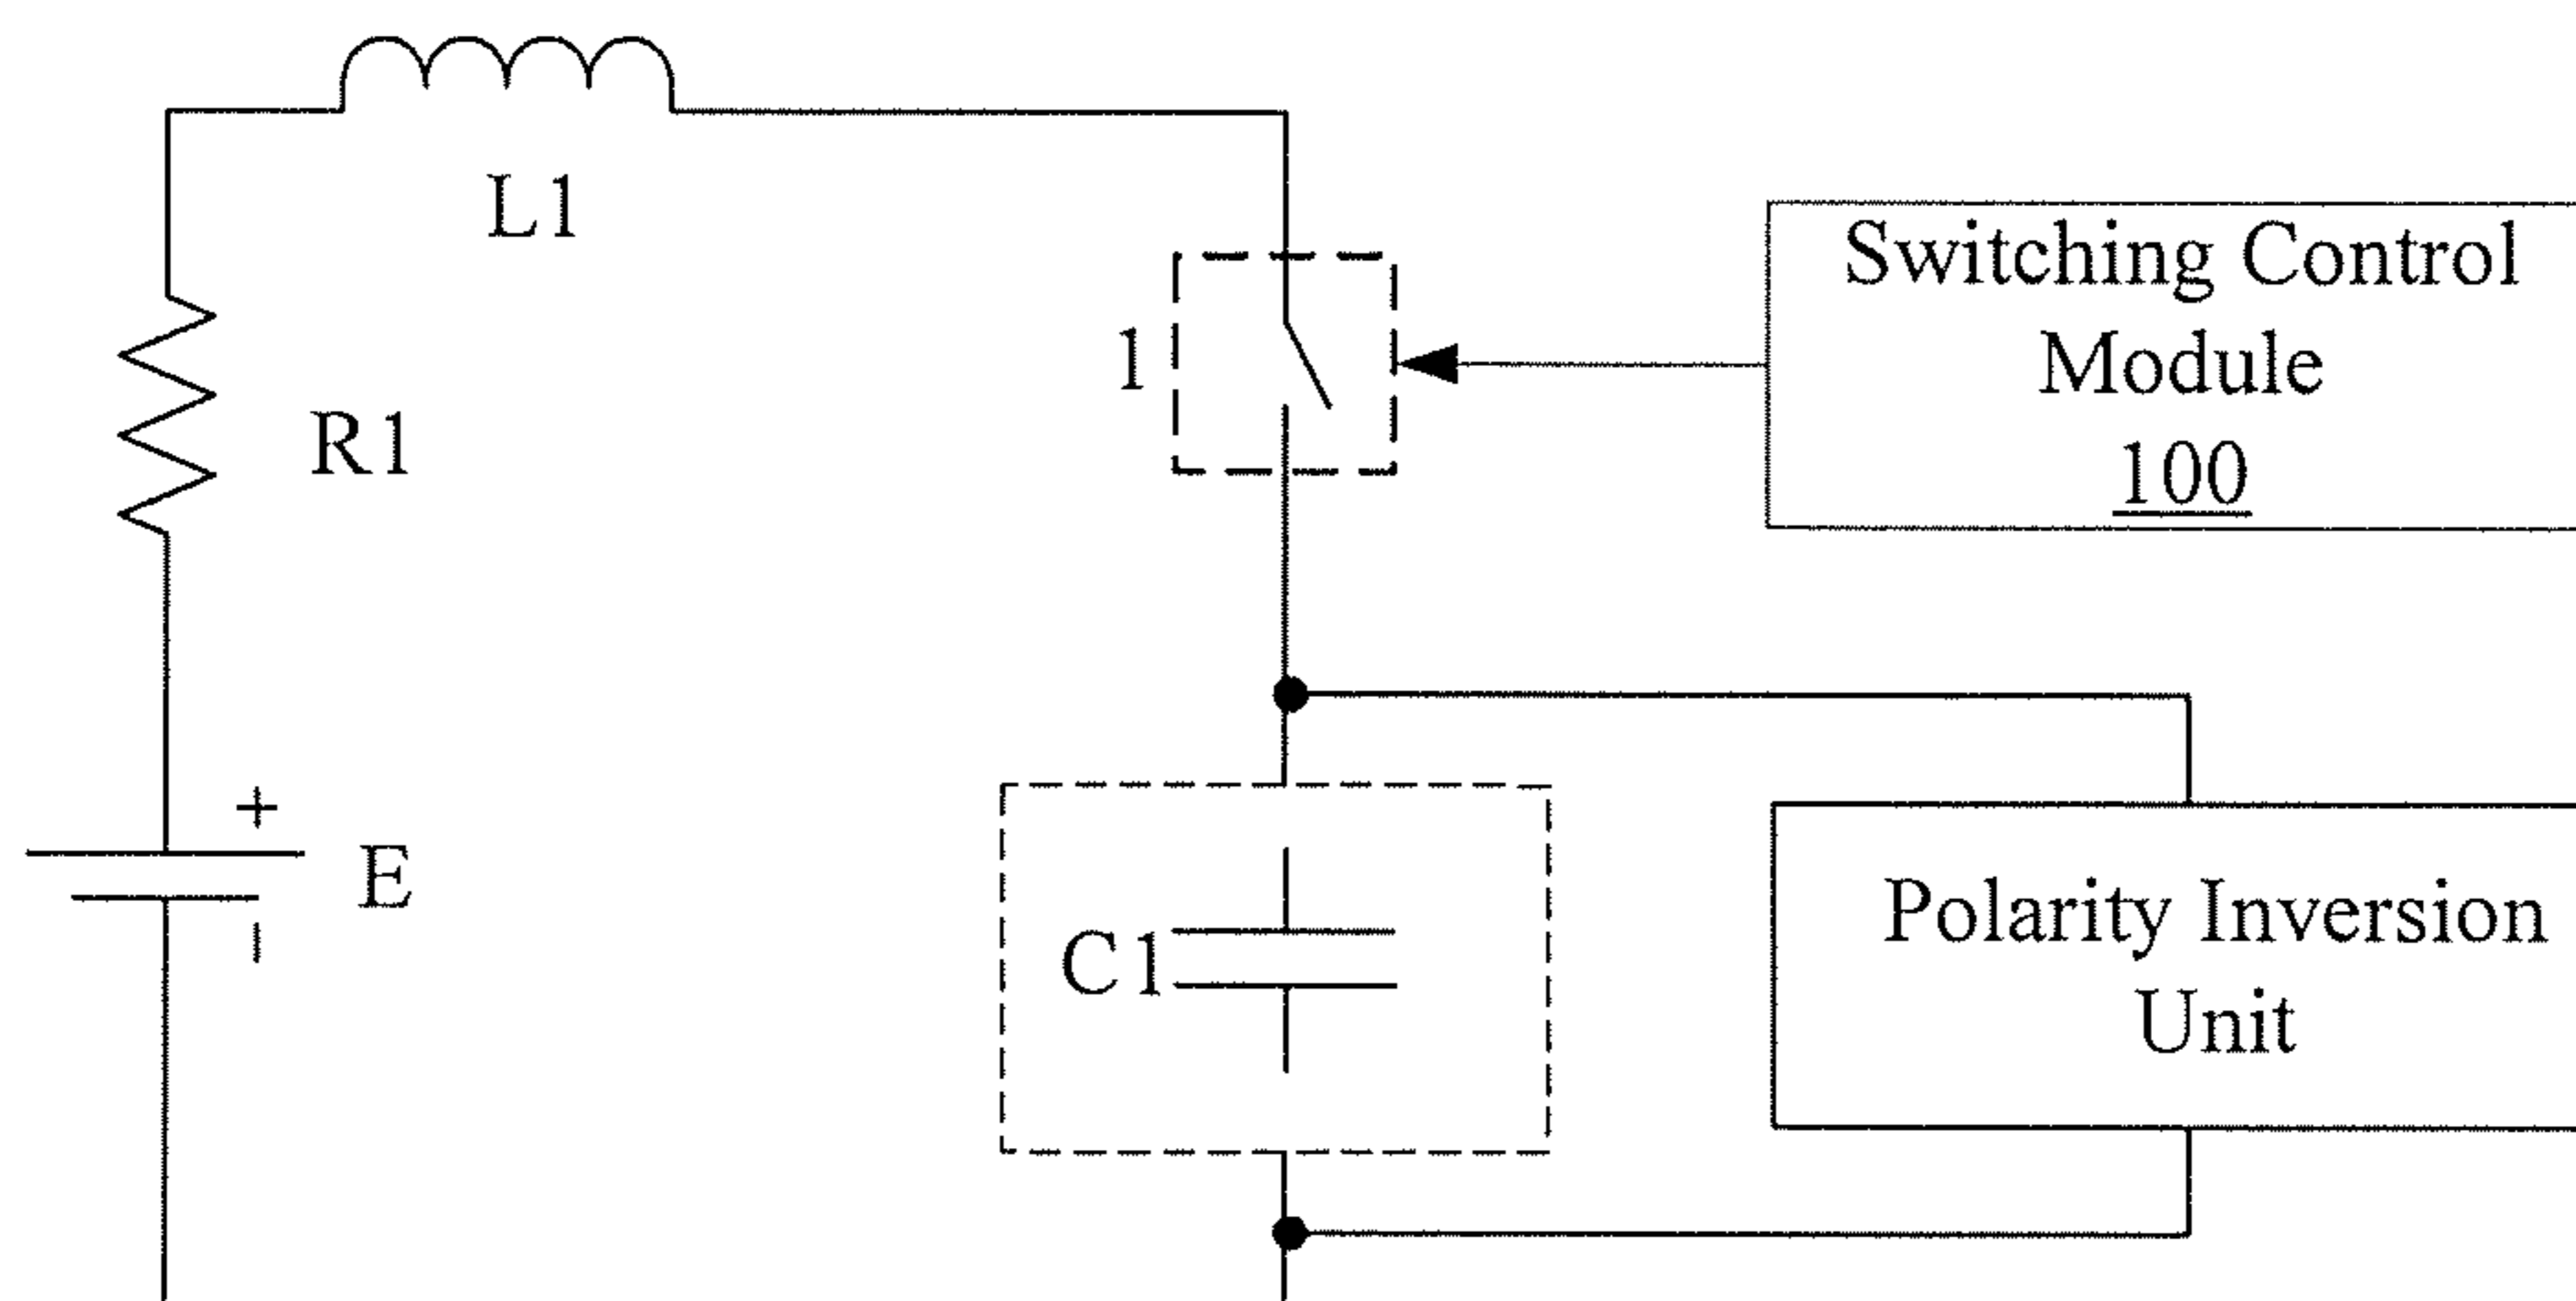 L1
Switching Control
Module
100
1
R1
+
E
−
C1
Polarity Inversion
Unit